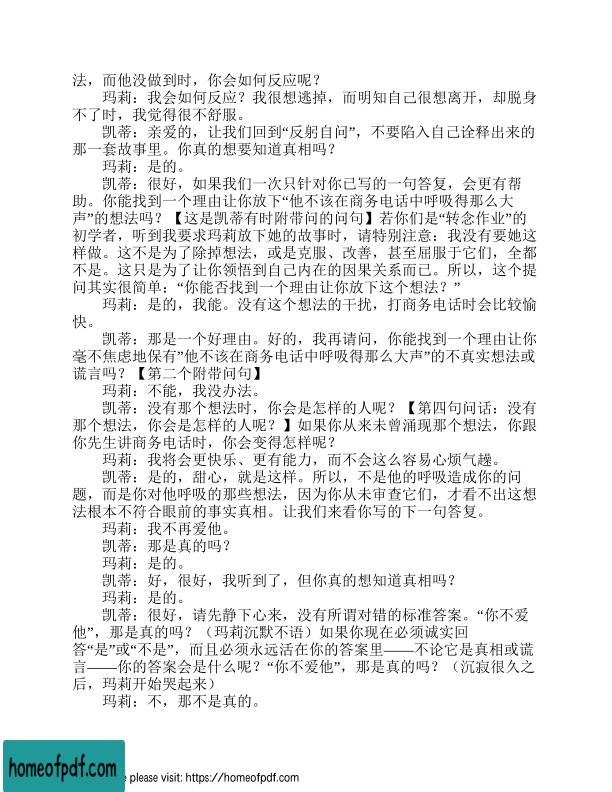 法，而他没做到时，你会如何反应呢？
玛莉：我会如何反应？我很想逃掉，而明知自己很想离开，却脱身
不了时，我觉得很不舒服。
凯蒂：亲爱的，让我们回到“反躬自问”，不要陷入自己诠释出来的
那一套故事里。你真的想要知道真相吗？
玛莉：是的。
凯蒂：很好，如果我们一次只针对你已写的一句答复，会更有帮
助。你能找到一个理由让你放下“他不该在商务电话中呼吸得那么大
声”的想法吗？【这是凯蒂有时附带问的问句】若你们是“转念作业”的
初学者，听到我要求玛莉放下她的故事时，请特别注意：我没有要她这
样做。这不是为了除掉想法，或是克服、改善，甚至屈服于它们，全都
不是。这只是为了让你领悟到自己内在的因果关系而已。所以，这个提
问其实很简单：“你能否找到一个理由让你放下这个想法？”
玛莉：是的，我能。没有这个想法的干扰，打商务电话时会比较愉
快。
凯蒂：那是一个好理由。好的，我再请问，你能找到一个理由让你
毫不焦虑地保有”他不该在商务电话中呼吸得那么大声”的不真实想法或
谎言吗？【第二个附带问句】
玛莉：不能，我没办法。
凯蒂：没有那个想法时，你会是怎样的人呢？【第四句问话：没有
那个想法，你会是怎样的人呢？】如果你从来未曾涌现那个想法，你跟
你先生讲商务电话时，你会变得怎样呢？
玛莉：我将会更快乐、更有能力，而不会这么容易心烦气趮。
凯蒂：是的，甜心，就是这样。所以，不是他的呼吸造成你的问
题，而是你对他呼吸的那些想法，因为你从未审查它们，才看不出这想
法根本不符合眼前的事实真相。让我们来看你写的下一句答复。
玛莉：我不再爱他。
凯蒂：那是真的吗？
玛莉：是的。
凯蒂：好，很好，我听到了，但你真的想知道真相吗？
玛莉：是的。
凯蒂：很好，请先静下心来，没有所谓对错的标准答案。“你不爱
他”，那是真的吗？（玛莉沉默不语）如果你现在必须诚实回
答“是”或“不是”，而且必须永远活在你的答案里——不论它是真相或谎
言——你的答案会是什么呢？“你不爱他”，那是真的吗？（沉寂很久之
后，玛莉开始哭起来）
玛莉：不，那不是真的。
homeofpdf.com
e please visit: https://homeofpdf.com